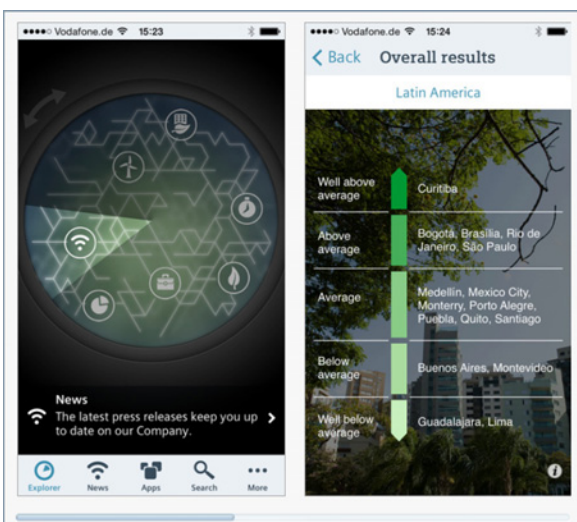 Vodafone.de 15:23
News
The latest press releases keep you up
to date on our Company.
Explorer News Apps Search More
Vodafone.de 15:24
Back Overall results
Latin America
Well above
average
Curitiba
Above
average
Bogotá, Brasília, Rio de
Janeiro, São Paulo
Average
Medellín, Mexico City,
Monterry, Porto Alegre,
Puebla, Quito, Santiago
Below
average
Buenos Aires, Montevideo
Well below
average
Guadalajara, Lima